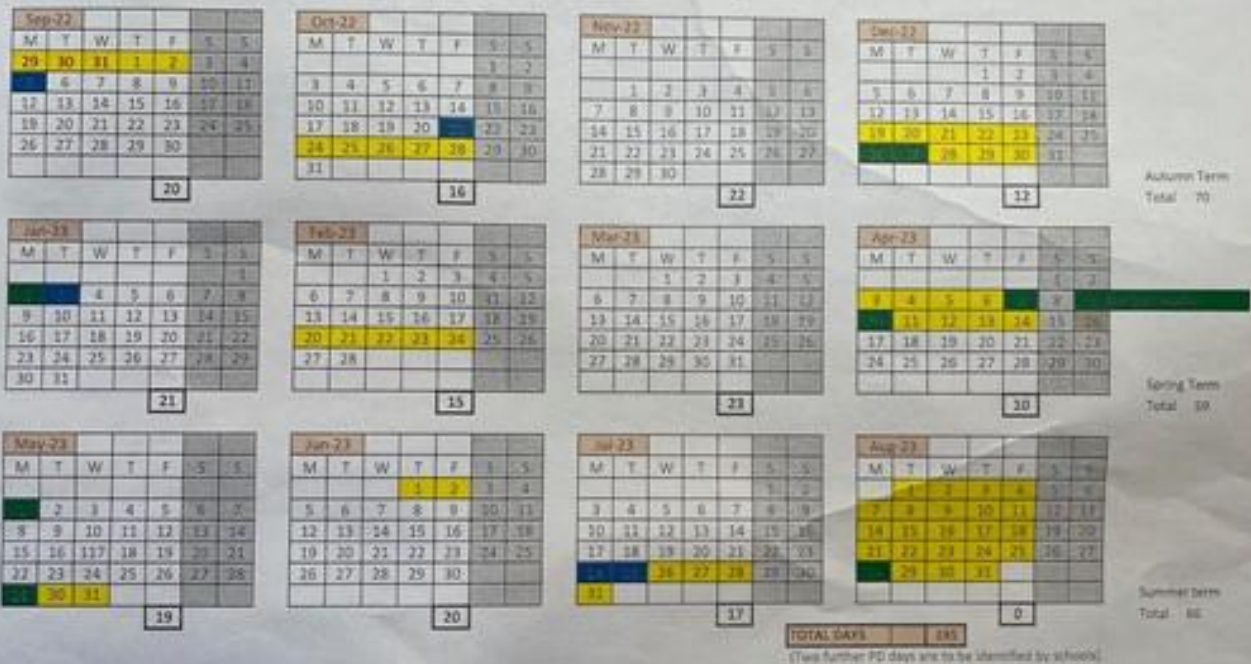 Sep-22
M T W T F S S
29 30 31 1 2 3 4
6 7 8 9 10 11
12 13 14 15 16 17 18
19 20 21 22 23 24 25
26 27 28 29 30
20
Oct-22
M T W T F S S
1 2
3 4 5 6 7 8 9
10 11 12 13 14 15 16
17 18 19 20 22 23
24 25 26 27 28 29 30
31
16
Nov-22
M T W T F S S
1 2 3 4 5 6
7 8 9 10 11 12 13
14 15 16 17 18 19 20
21 22 23 24 25 26 27
28 29 30
22
Dec-22
M T W T F S S
1 2 3 4
5 6 7 8 9 10 11
12 13 14 15 16 17 18
19 20 21 22 23 24 25
28 29 30 31
12
Autumn Term
Total 70
Jan-23
M T W T F S S
1
4 5 6 7 8
9 10 11 12 13 14 15
16 17 18 19 20 21 22
23 24 25 26 27 28 29
30 31
21
Feb-23
M T W T F S S
1 2 3 4 5
6 7 8 9 10 11 12
13 14 15 16 17 18 19
20 21 22 23 24 25 26
27 28
15
Mar-23
M T W T F S S
1 2 3 4 5
6 7 8 9 10 11 12
13 14 15 16 17 18 19
20 21 22 23 24 25 26
27 28 29 30 31
23
Apr-23
M T W T F S S
1 2
3 4 5 6 8
11 12 13 14 15 16
17 18 19 20 21 22 23
24 25 26 27 28 29 30
10
Spring Term
Total 59
May-23
M T W T F S S
2 3 4 5 6 7
8 9 10 11 12 13 14
15 16 117 18 19 20 21
22 23 24 25 26 27 28
30 31
19
Jun-23
M T W T F S S
1 2 3 4
5 6 7 8 9 10 11
12 13 14 15 16 17 18
19 20 21 22 23 24 25
26 27 28 29 30
20
Jul-23
M T W T F S S
1 2
3 4 5 6 7 8 9
10 11 12 13 14 15 16
17 18 19 20 21 22 23
26 27 28 29 30
31
17
Aug-23
M T W T F S S
1 2 3 4 5 6
7 8 9 10 11 12 13
14 15 16 17 18 19 20
21 22 23 24 25 26 27
29 30 31
0
Summer term
Total 66
TOTAL DAYS 195
(Two further PD days are to be identified by schools)